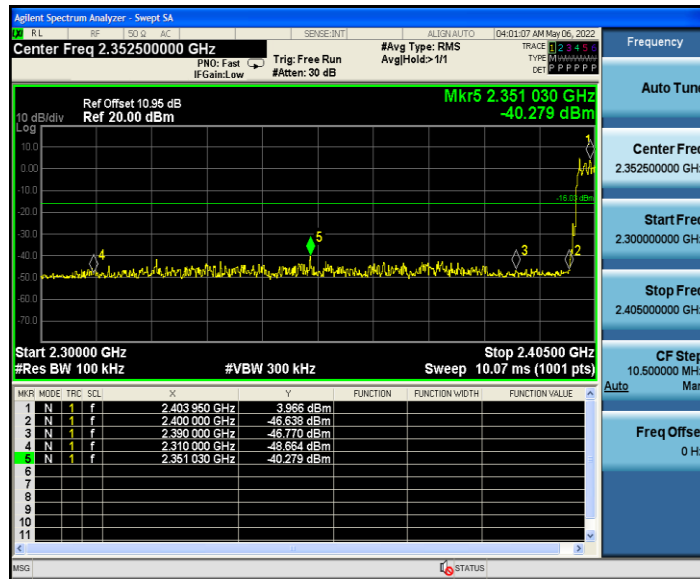 Agilent Spectrum Analyzer - Swept SA
RL RF 50 Ω AC SENSE:INT ALIGN AUTO 04:01:07 AM May 06, 2022
Center Freq 2.352500000 GHz
PNO: Fast
IFGain:Low
Trig: Free Run
#Atten: 30 dB
#Avg Type: RMS
Avg|Hold:>1/1
TRACE 1 2 3 4 5 6
TYPE M
DET P P P P P P
Frequency
Auto Tune
Center Freq
2.352500000 GHz
Start Freq
2.300000000 GHz
Stop Freq
2.405000000 GHz
CF Step
10.500000 MHz
Auto Man
Freq Offset
0 Hz
Mkr5 2.351 030 GHz
-40.279 dBm
Ref Offset 10.95 dB
10 dB/div Ref 20.00 dBm
Log
10.0
0.00
-10.0
-20.0
-30.0
-40.0
-50.0
-60.0
-70.0
-16.03 dBm
1
2
3
4
5
Start 2.30000 GHz Stop 2.40500 GHz
#Res BW 100 kHz #VBW 300 kHz Sweep 10.07 ms (1001 pts)
MKR MODE TRC SCL X Y FUNCTION FUNCTION WIDTH FUNCTION VALUE
1 N 1 f 2.403 950 GHz 3.966 dBm
2 N 1 f 2.400 000 GHz -46.638 dBm
3 N 1 f 2.390 000 GHz -46.770 dBm
4 N 1 f 2.310 000 GHz -48.664 dBm
5 N 1 f 2.351 030 GHz -40.279 dBm
6
7
8
9
10
11
MSG STATUS